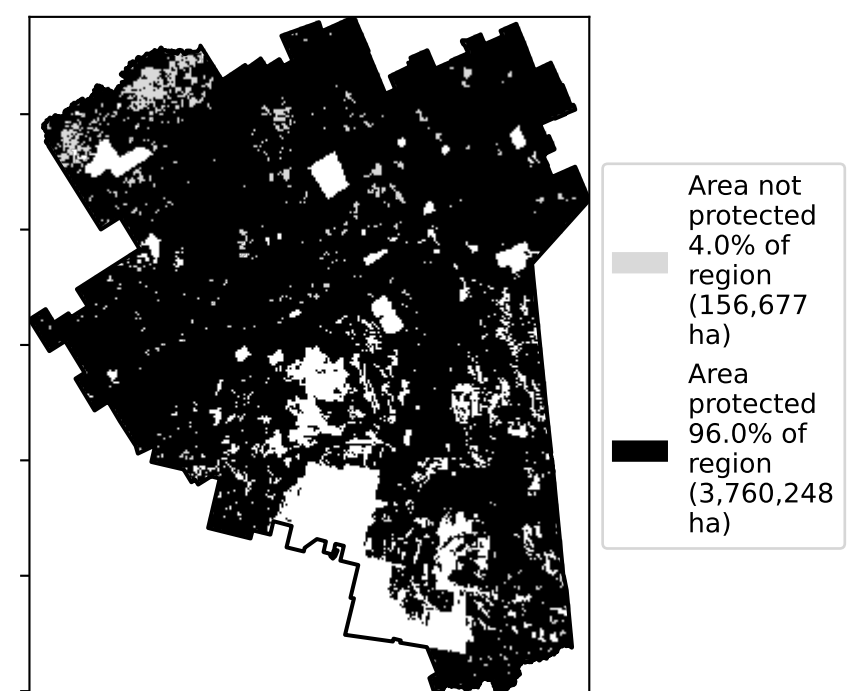 Area not
protected
4.0% of
region
(156,677
ha)
Area
protected
96.0% of
region
(3,760,248
ha)